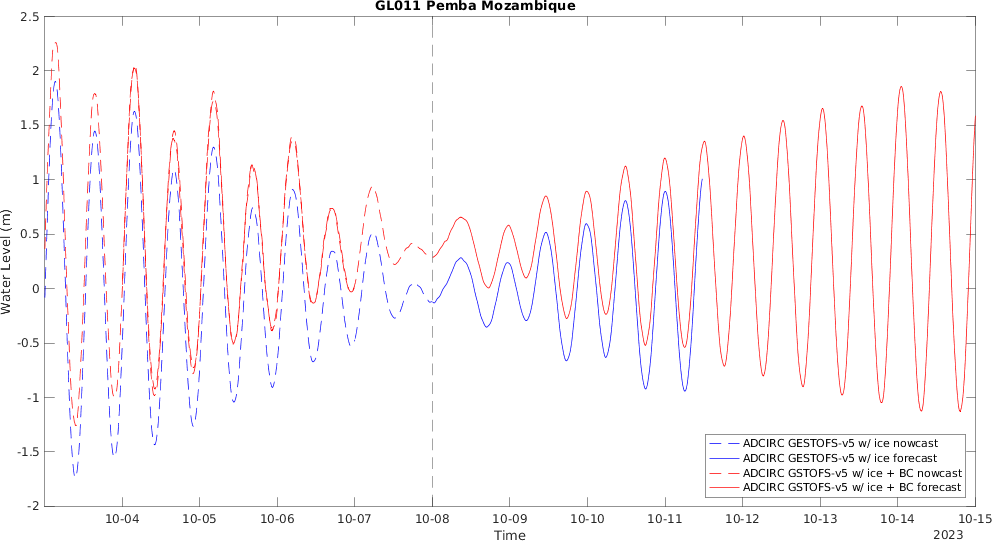 GL011 Pemba Mozambique
2.5
2
1.5
1
0.5
0
-0.5
-1
-1.5
-2
Water Level (m)
ADCIRC GESTOFS-v5 w/ ice nowcast
ADCIRC GESTOFS-v5 w/ ice forecast
ADCIRC GSTOFS-v5 w/ ice + BC nowcast
ADCIRC GSTOFS-v5 w/ ice + BC forecast
10-04 10-05 10-06 10-07 10-08 10-09 10-10 10-11 10-12 10-13 10-14 10-15
Time
2023